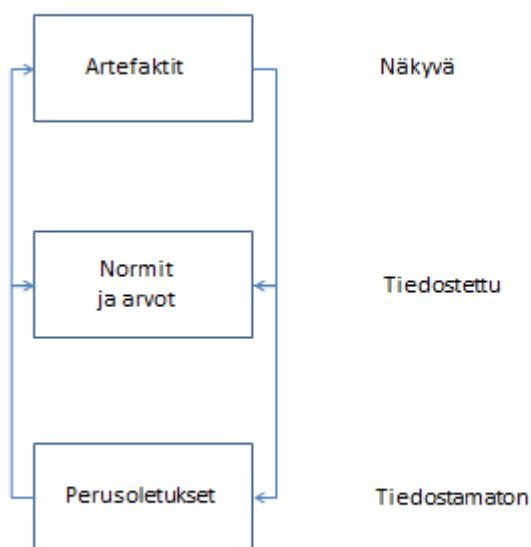 Artefaktit Näkyvä
Normit
ja arvot
Tiedostettu
Perusoletukset Tiedostamaton